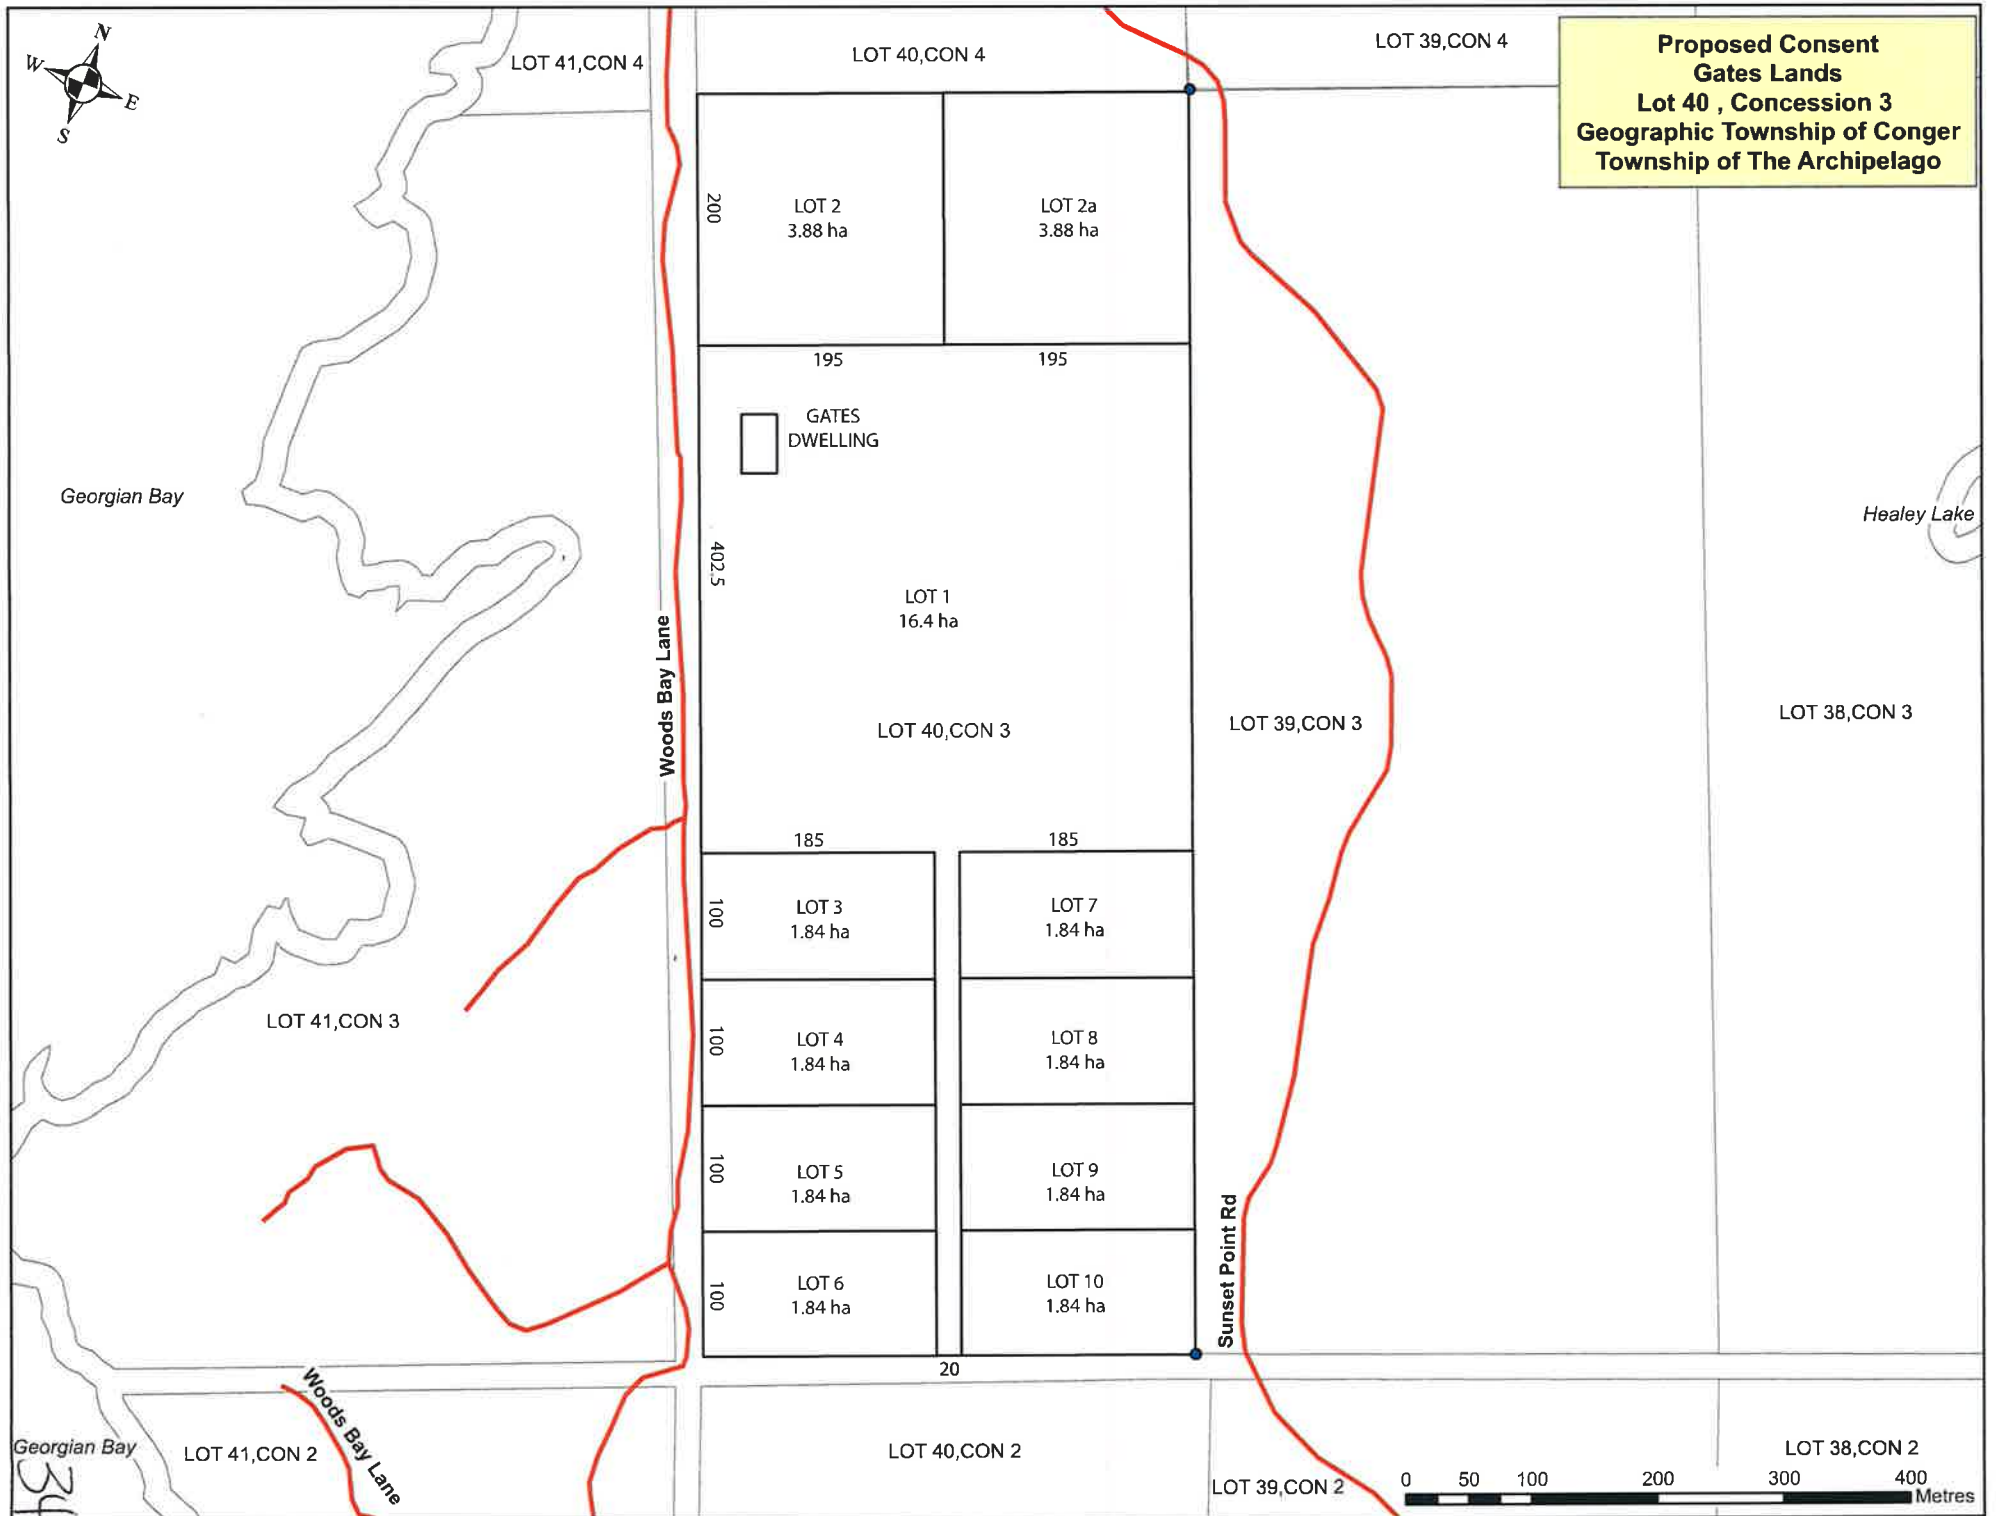 N
W
E
S
LOT 41,CON 4
LOT 40,CON 4
LOT 39,CON 4
Proposed Consent
Gates Lands
Lot 40 , Concession 3
Geographic Township of Conger
Township of The Archipelago
200
LOT 2
3.88 ha
LOT 2a
3.88 ha
195
195
GATES
DWELLING
Georgian Bay
Healey Lake
402.5
LOT 1
16.4 ha
Woods Bay Lane
LOT 40,CON 3
LOT 39,CON 3
LOT 38,CON 3
185
185
100
LOT 3
1.84 ha
LOT 7
1.84 ha
LOT 41,CON 3
100
LOT 4
1.84 ha
LOT 8
1.84 ha
100
LOT 5
1.84 ha
LOT 9
1.84 ha
Sunset Point Rd
100
LOT 6
1.84 ha
LOT 10
1.84 ha
20
Woods Bay Lane
Georgian Bay
LOT 41,CON 2
LOT 40,CON 2
LOT 39,CON 2
LOT 38,CON 2
0 50 100 200 300 400
Metres
34